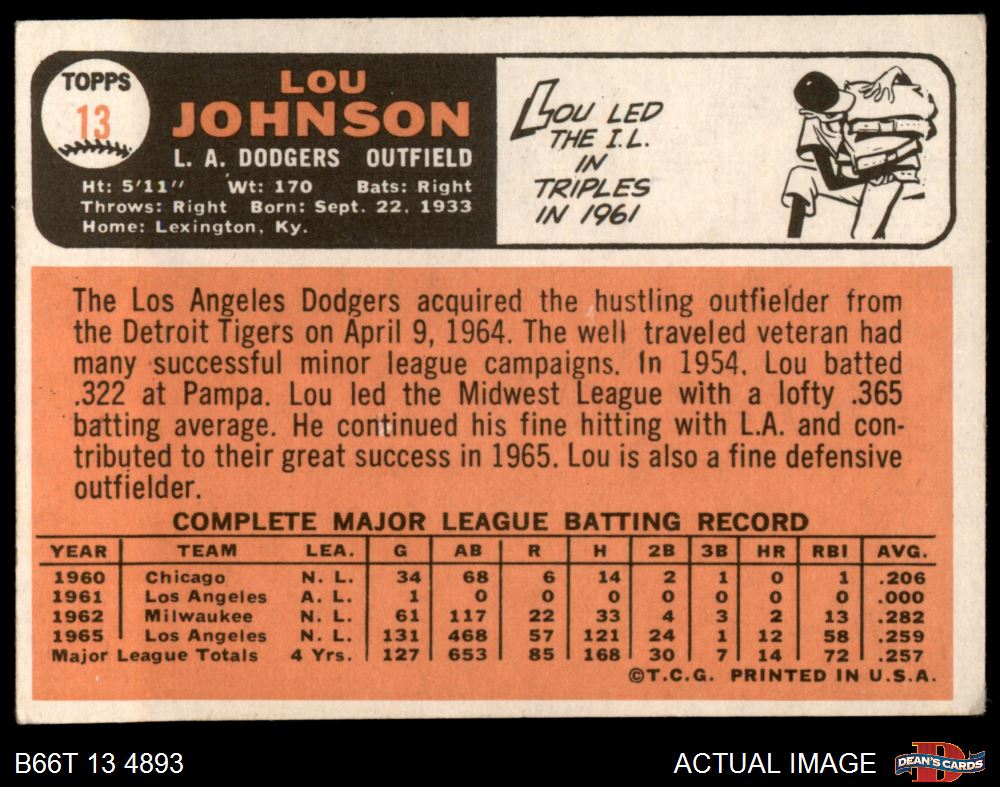 TOPPS
13
LOU
JOHNSON
L. A. DODGERS OUTFIELD
Ht: 5'11" Wt: 170 Bats: Right
Throws: Right Born: Sept. 22, 1933
Home: Lexington, Ky.
LOU LED
THE I.L.
IN
TRIPLES
IN 1961
The Los Angeles Dodgers acquired the hustling outfielder from
the Detroit Tigers on April 9, 1964. The well traveled veteran had
many successful minor league campaigns. In 1954, Lou batted
.322 at Pampa. Lou led the Midwest League with a lofty .365
batting average. He continued his fine hitting with L.A. and con-
tributed to their great success in 1965. Lou is also a fine defensive
outfielder.
COMPLETE MAJOR LEAGUE BATTING RECORD
YEAR TEAM LEA. G AB R H 2B 3B HR RBI AVG.
1960 Chicago N. L. 34 68 6 14 2 1 0 1 .206
1961 Los Angeles A. L. 1 0 0 0 0 0 0 0 .000
1962 Milwaukee N. L. 61 117 22 33 4 3 2 13 .282
1965 Los Angeles N. L. 131 468 57 121 24 1 12 58 .259
Major League Totals 4 Yrs. 127 653 85 168 30 7 14 72 .257
©T.C.G. PRINTED IN U.S.A.
B66T 13 4893
ACTUAL IMAGE
DEAN'S CARDS